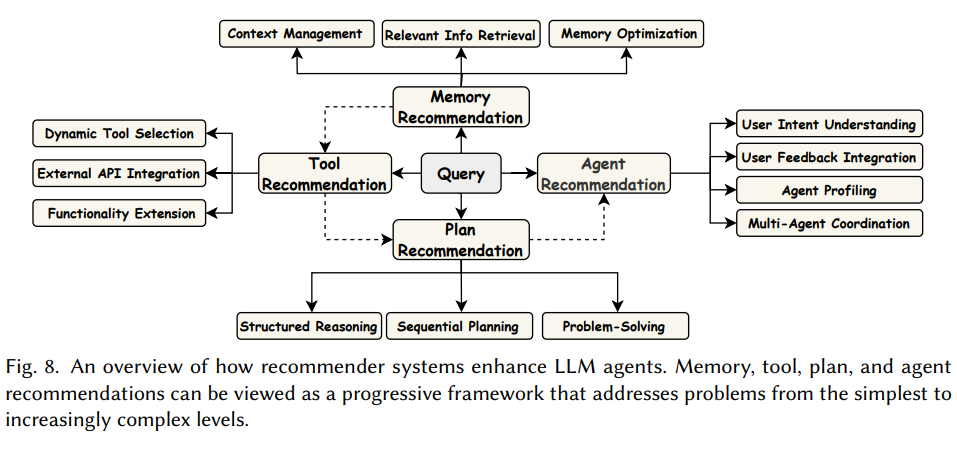 Context Management
Relevant Info Retrieval
Memory Optimization
Memory
Recommendation
Dynamic Tool Selection
External API Integration
Functionality Extension
Tool
Recommendation
Query
Agent
Recommendation
User Intent Understanding
User Feedback Integration
Agent Profiling
Multi-Agent Coordination
Plan
Recommendation
Structured Reasoning
Sequential Planning
Problem-Solving
Fig. 8. An overview of how recommender systems enhance LLM agents. Memory, tool, plan, and agent
recommendations can be viewed as a progressive framework that addresses problems from the simplest to
increasingly complex levels.